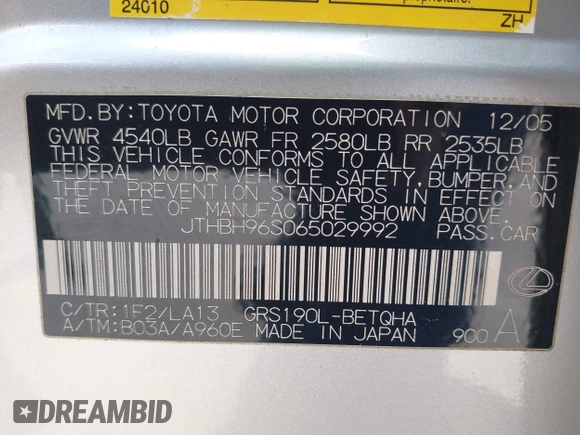 24010
propriétaire.
ZH
MFD. BY: TOYOTA MOTOR CORPORATION 12/05
GVWR 4540LB GAWR FR 2580LB RR 2535LB
THIS VEHICLE CONFORMS TO ALL APPLICABLE
FEDERAL MOTOR VEHICLE SAFETY, BUMPER, AND
THEFT PREVENTION STANDARDS IN EFFECT ON
THE DATE OF MANUFACTURE SHOWN ABOVE.
JTHBH96S065029992 PASS. CAR
C/TR: 1F2/LA13 GRS190L-BETQHA
A/TM: B03A/A960E MADE IN JAPAN 900 A
DREAMBID